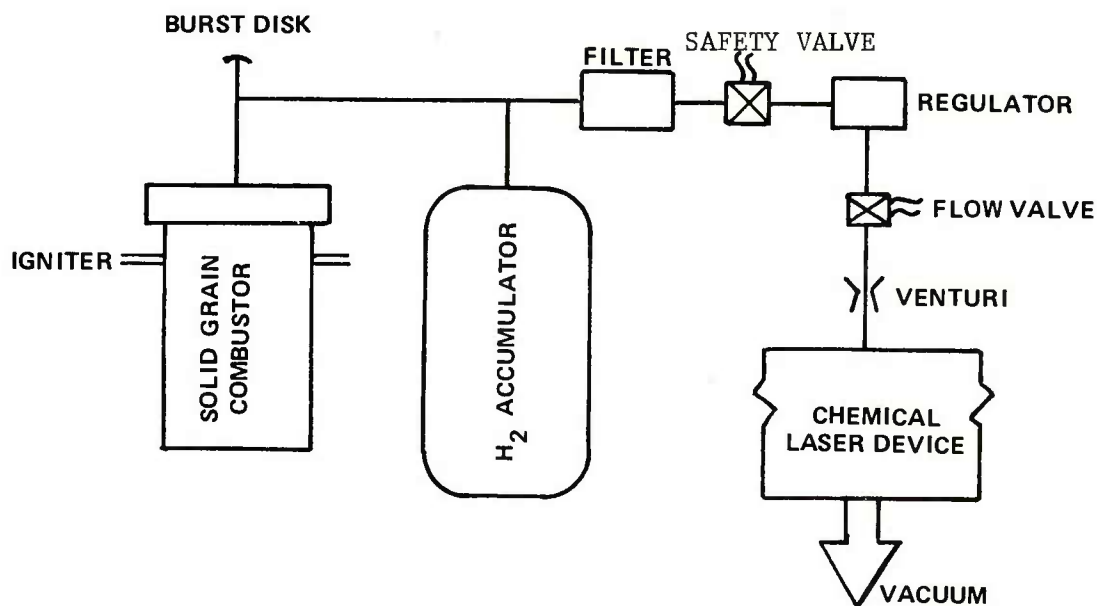 BURST DISK
SAFETY VALVE
FILTER
REGULATOR
FLOW VALVE
IGNITER
SOLID GRAIN
COMBUSTOR
H₂ ACCUMULATOR
VENTURI
CHEMICAL
LASER DEVICE
VACUUM